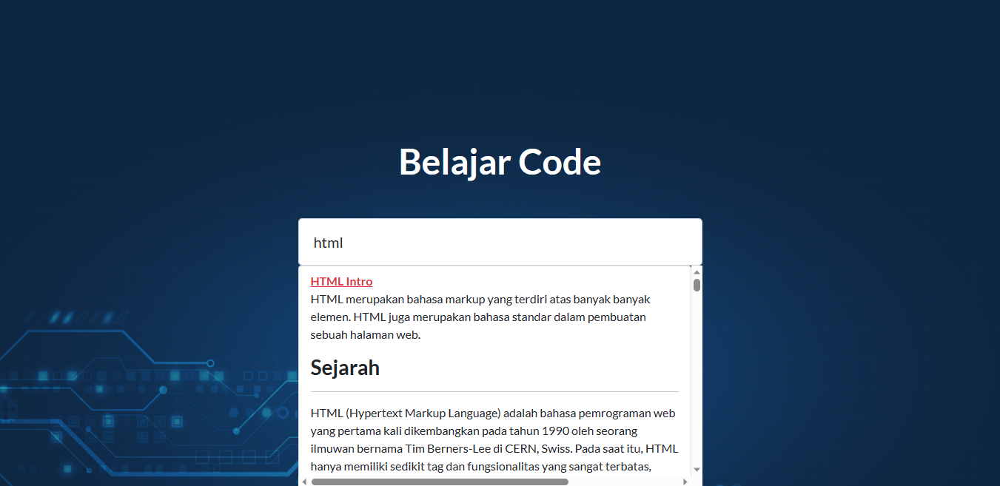 Belajar Code
html
HTML Intro
HTML merupakan bahasa markup yang terdiri atas banyak banyak
elemen. HTML juga merupakan bahasa standar dalam pembuatan
sebuah halaman web.
Sejarah
HTML (Hypertext Markup Language) adalah bahasa pemrograman web
yang pertama kali dikembangkan pada tahun 1990 oleh seorang
ilmuwan bernama Tim Berners-Lee di CERN, Swiss. Pada saat itu, HTML
hanya memiliki sedikit tag dan fungsionalitas yang sangat terbatas,